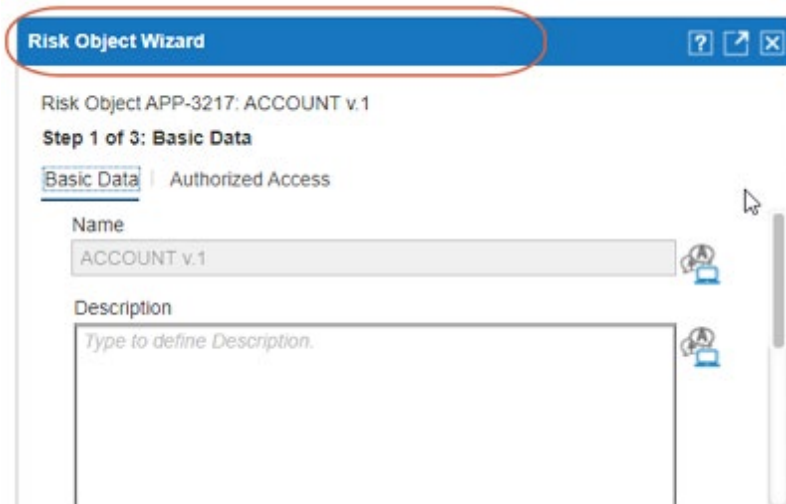 Risk Object Wizard
?
Risk Object APP-3217: ACCOUNT v.1
Step 1 of 3: Basic Data
Basic Data | Authorized Access
Name
ACCOUNT v.1
Description
Type to define Description.